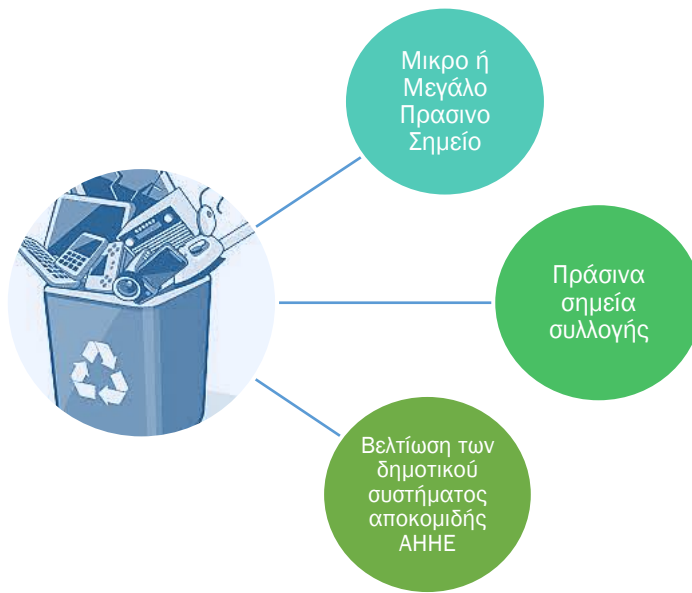 Μικρο ή
Μεγάλο
Πρασινο
Σημείο
Πράσινα
σημεία
συλλογής
Βελτίωση των
δημοτικού
συστήματος
αποκομιδής
ΑΗΗΕ